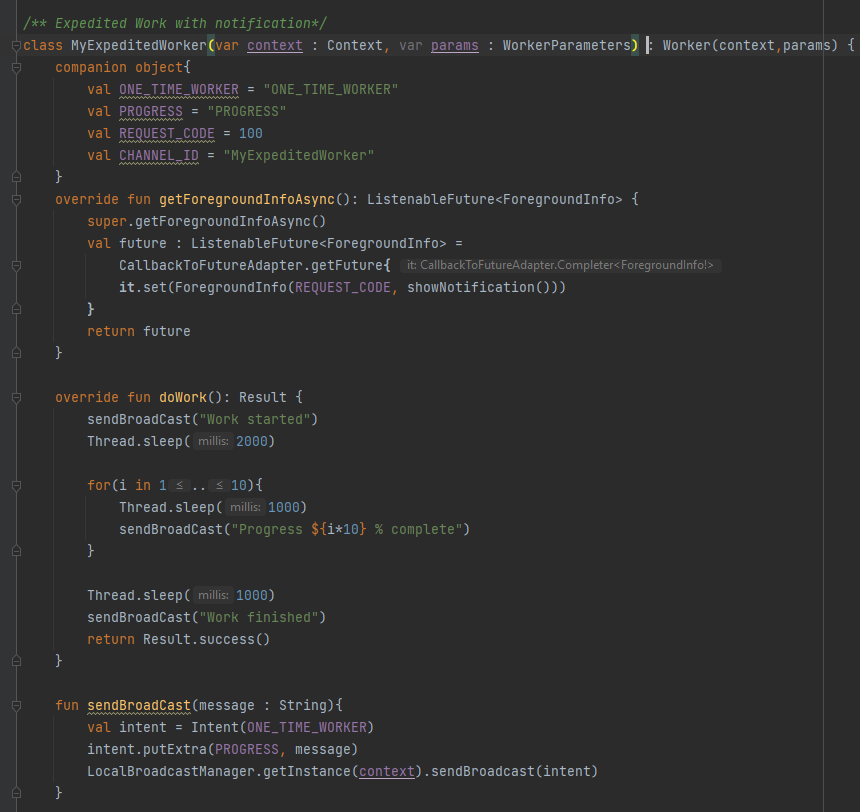 /** Expedited Work with notification*/
class MyExpeditedWorker(var context : Context, var params : WorkerParameters) : Worker(context,params) {
    companion object{
        val ONE_TIME_WORKER = "ONE_TIME_WORKER"
        val PROGRESS = "PROGRESS"
        val REQUEST_CODE = 100
        val CHANNEL_ID = "MyExpeditedWorker"
    }
    override fun getForegroundInfoAsync(): ListenableFuture<ForegroundInfo> {
        super.getForegroundInfoAsync()
        val future : ListenableFuture<ForegroundInfo> =
            CallbackToFutureAdapter.getFuture{ it: CallbackToFutureAdapter.Completer<ForegroundInfo!>
            it.set(ForegroundInfo(REQUEST_CODE, showNotification()))
        }
        return future
    }

    override fun doWork(): Result {
        sendBroadCast("Work started")
        Thread.sleep( millis: 2000)

        for(i in 1 ≤ .. ≤ 10){
            Thread.sleep( millis: 1000)
            sendBroadCast("Progress ${i*10} % complete")
        }

        Thread.sleep( millis: 1000)
        sendBroadCast("Work finished")
        return Result.success()
    }

    fun sendBroadCast(message : String){
        val intent = Intent(ONE_TIME_WORKER)
        intent.putExtra(PROGRESS, message)
        LocalBroadcastManager.getInstance(context).sendBroadcast(intent)
    }